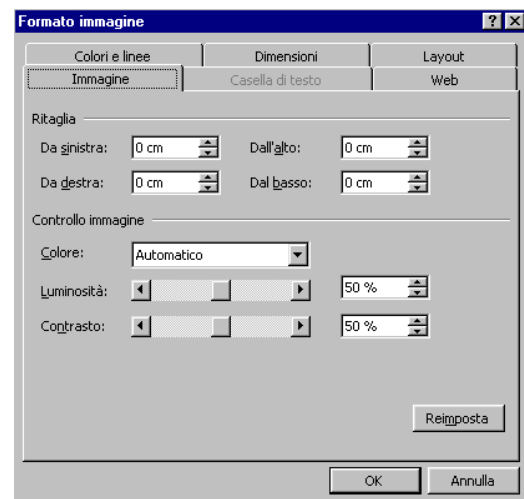 Formato immagine
Colori e linee Dimensioni Layout
Immagine Casella di testo Web
Ritaglia
Da sinistra: 0 cm Dall'alto: 0 cm
Da destra: 0 cm Dal basso: 0 cm
Controllo immagine
Colore: Automatico
Luminosità: 50 %
Contrasto: 50 %
Reimposta
OK Annulla